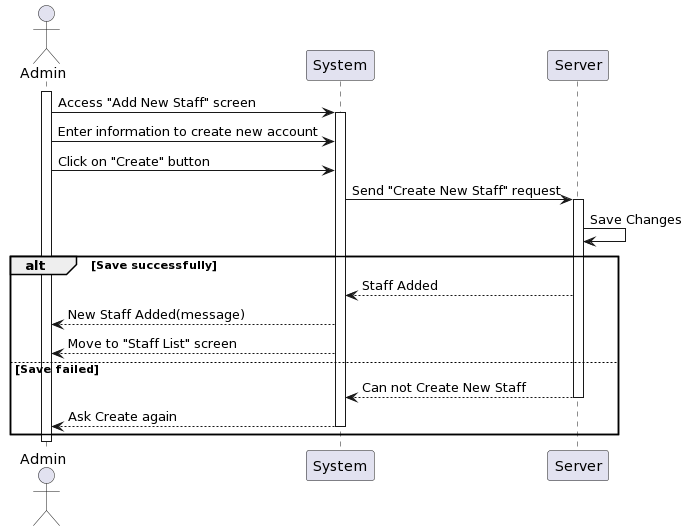 Admin
System
Server
Access "Add New Staff" screen
Enter information to create new account
Click on "Create" button
Send "Create New Staff" request
Save Changes
alt [Save successfully]
Staff Added
New Staff Added(message)
Move to "Staff List" screen
[Save failed]
Can not Create New Staff
Ask Create again
Admin
System
Server